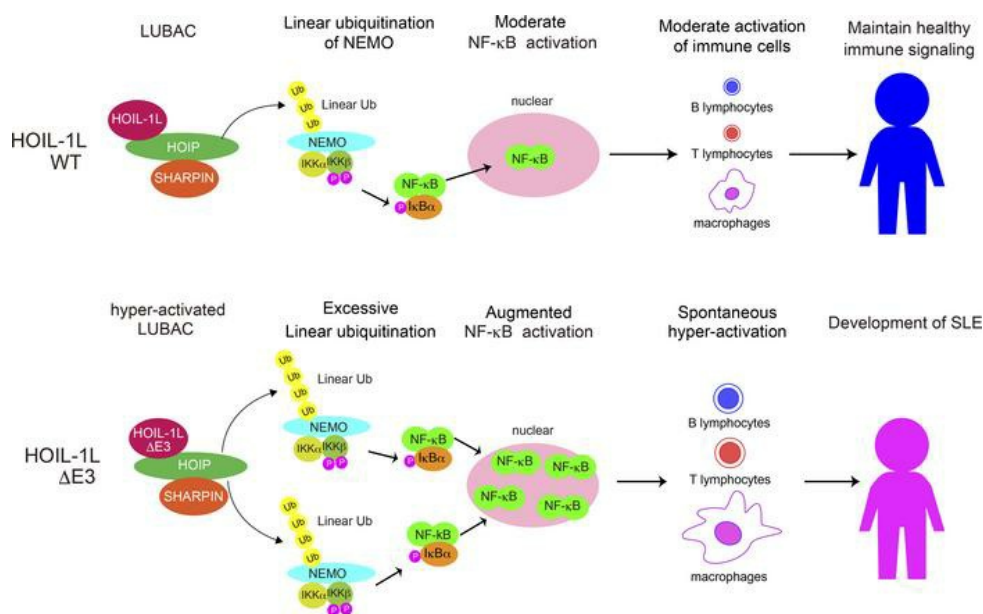 LUBAC
Linear ubiquitination
of NEMO
Moderate
NF-κB activation
Moderate activation
of immune cells
Maintain healthy
immune signaling
HOIL-1L
WT
HOIL-1L
HOIP
SHARPIN
Ub
Ub
Ub
Linear Ub
NEMO
IKKα
IKKβ
P
P
NF-κB
P
IκBα
nuclear
NF-κB
B lymphocytes
T lymphocytes
macrophages
hyper-activated
LUBAC
Excessive
Linear ubiquitination
Augmented
NF-κB activation
Spontaneous
hyper-activation
Development of SLE
HOIL-1L
ΔE3
HOIL-1L
ΔE3
HOIP
SHARPIN
Ub
Ub
Ub
Ub
Linear Ub
NEMO
IKKα
IKKβ
P
P
NF-κB
P
IκBα
Ub
Ub
Ub
Ub
Linear Ub
NEMO
IKKα
IKKβ
P
P
NF-kB
P
IκBα
nuclear
NF-κB
NF-κB
NF-κB
NF-κB
B lymphocytes
T lymphocytes
macrophages